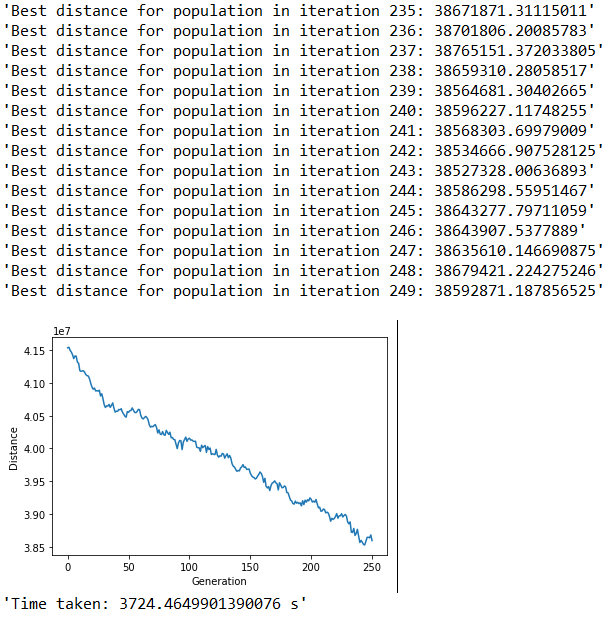 'Best distance for population in iteration 235: 38671871.31115011'
'Best distance for population in iteration 236: 38701806.20085783'
'Best distance for population in iteration 237: 38765151.372033805'
'Best distance for population in iteration 238: 38659310.28058517'
'Best distance for population in iteration 239: 38564681.30402665'
'Best distance for population in iteration 240: 38596227.11748255'
'Best distance for population in iteration 241: 38568303.69979009'
'Best distance for population in iteration 242: 38534666.907528125'
'Best distance for population in iteration 243: 38527328.00636893'
'Best distance for population in iteration 244: 38586298.55951467'
'Best distance for population in iteration 245: 38643277.79711059'
'Best distance for population in iteration 246: 38643907.5377889'
'Best distance for population in iteration 247: 38635610.146690875'
'Best distance for population in iteration 248: 38679421.224275246'
'Best distance for population in iteration 249: 38592871.187856525'
1e7
4.15
4.10
4.05
4.00
3.95
3.90
3.85
Distance
0 50 100 150 200 250
Generation
'Time taken: 3724.4649901390076 s'